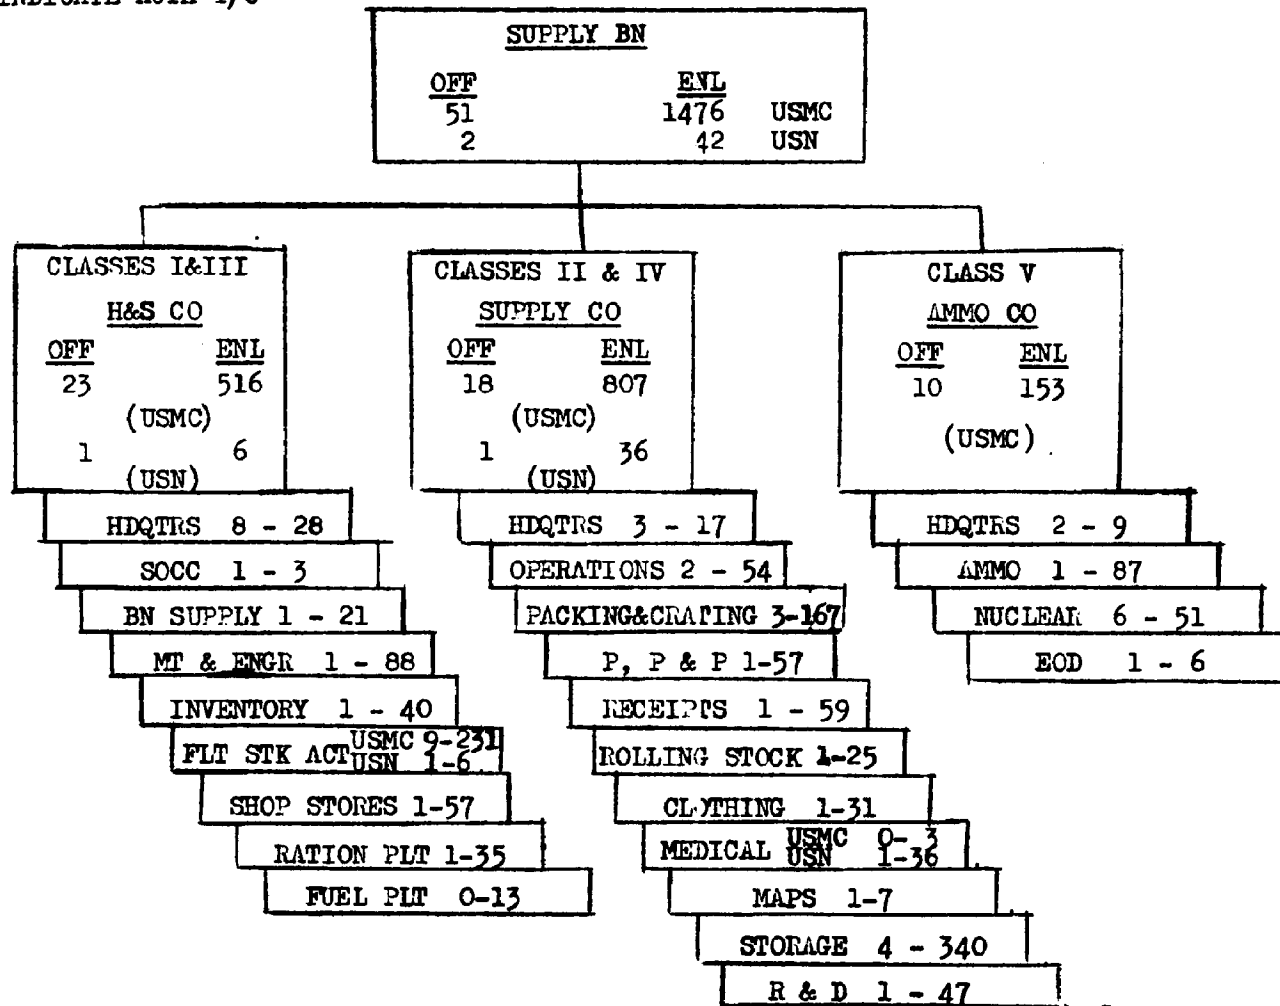 SUPPLY BN
OFF ENL
51 1476 USMC
2 42 USN
CLASSES I&III
H&S CO
OFF ENL
23 516
(USMC)
1 6
(USN)
HDQTRS 8 - 28
SOCC 1 - 3
BN SUPPLY 1 - 21
MT & ENGR 1 - 88
INVENTORY 1 - 40
FLT STK ACT USMC 9-231
USN 1-6
SHOP STORES 1-57
RATION PLT 1-35
FUEL PLT 0-13
CLASSES II & IV
SUPPLY CO
OFF ENL
18 807
(USMC)
1 36
(USN)
HDQTRS 3 - 17
OPERATIONS 2 - 54
PACKING&CRATING 3-167
P, P & P 1-57
RECEIPTS 1 - 59
ROLLING STOCK 1-25
CLOTHING 1-31
MEDICAL USMC 0-3
USN 1-36
MAPS 1-7
STORAGE 4 - 340
R & D 1 - 47
CLASS V
AMMO CO
OFF ENL
10 153
(USMC)
HDQTRS 2 - 9
AMMO 1 - 87
NUCLEAR 6 - 51
EOD 1 - 6